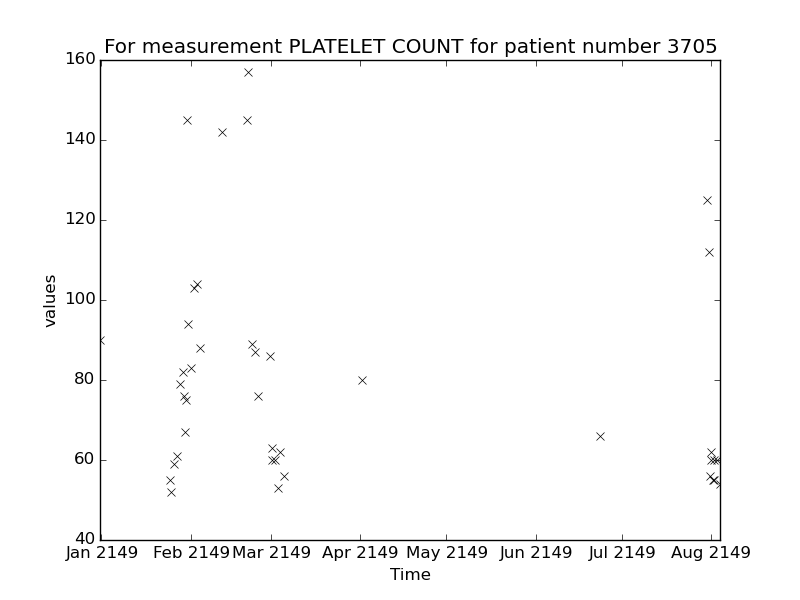 For measurement PLATELET COUNT for patient number 3705
160
140
120
100
80
60
40
values
Jan 2149 Feb 2149 Mar 2149 Apr 2149 May 2149 Jun 2149 Jul 2149 Aug 2149
Time